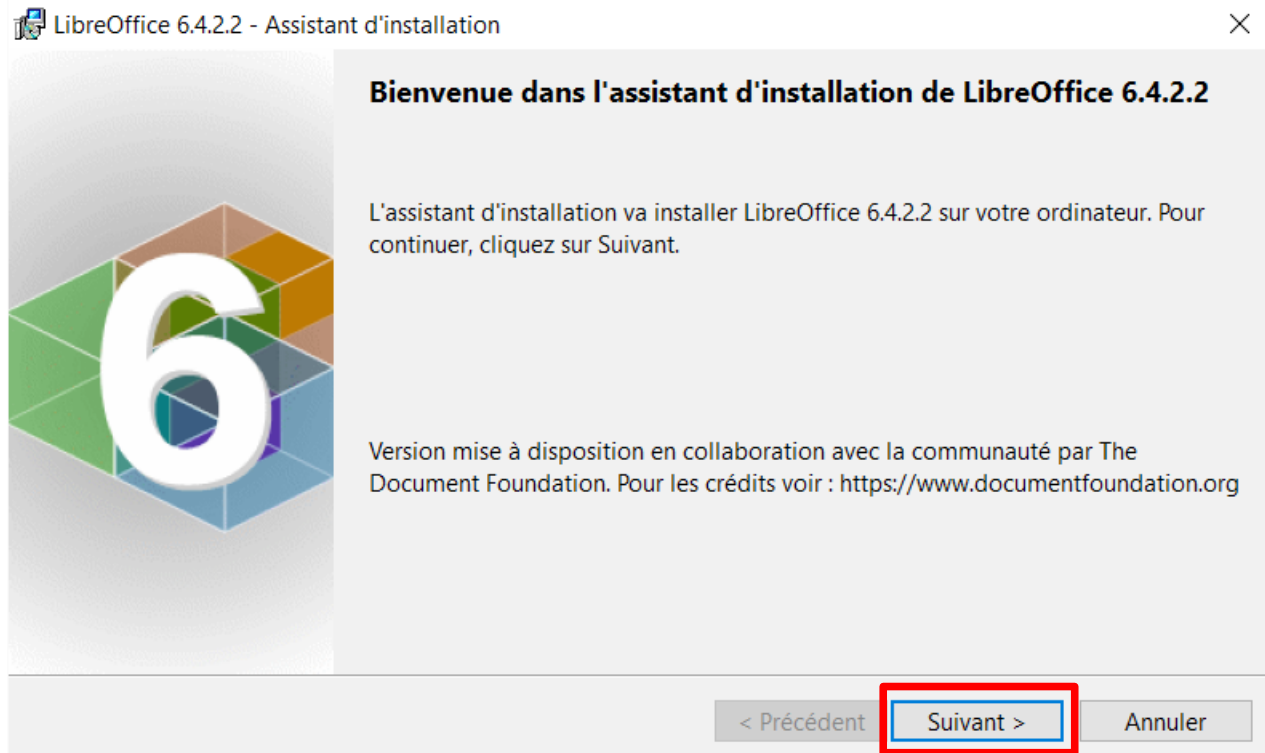 LibreOffice 6.4.2.2 - Assistant d'installation
Bienvenue dans l'assistant d'installation de LibreOffice 6.4.2.2
L'assistant d'installation va installer LibreOffice 6.4.2.2 sur votre ordinateur. Pour
continuer, cliquez sur Suivant.
6
Version mise à disposition en collaboration avec la communauté par The
Document Foundation. Pour les crédits voir : https://www.documentfoundation.org
< Précédent Suivant > Annuler